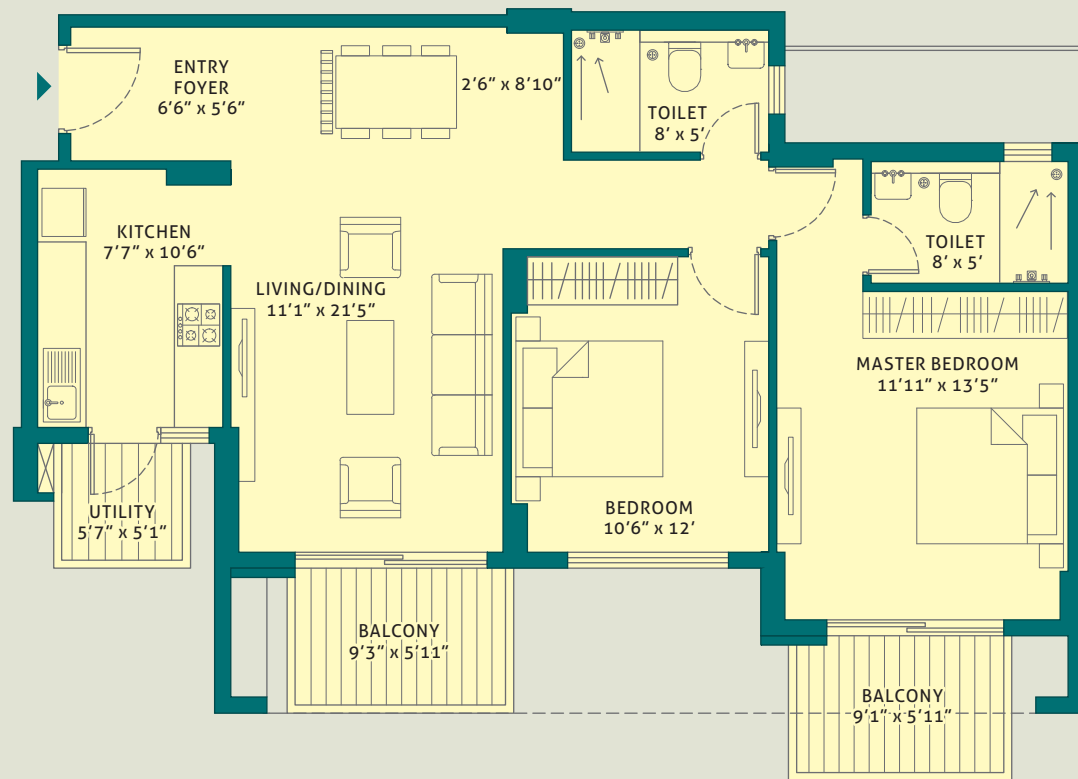 ENTRY
FOYER
6’6” x 5’6”
2’6” x 8’10”
TOILET
8’ x 5’
KITCHEN
7’7” x 10’6”
TOILET
8’ x 5’
LIVING/DINING
11’1” x 21’5”
MASTER BEDROOM
11’11” x 13’5”
UTILITY
5’7” x 5’1”
BEDROOM
10’6” x 12’
BALCONY
9’3” x 5’11”
BALCONY
9’1” x 5’11”